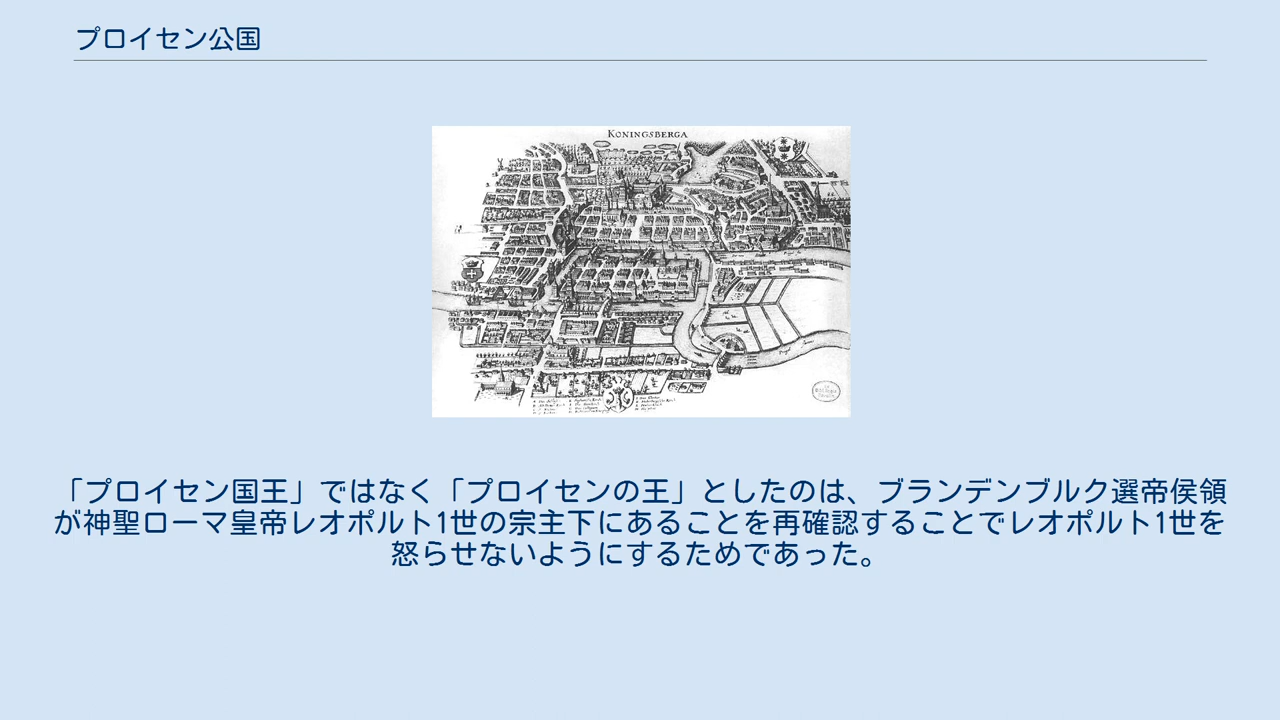 プロイセン公国
KONINGSBERGA
「プロイセン国王」ではなく「プロイセンの王」としたのは、ブランデンブルク選帝侯領
が神聖ローマ皇帝レオポルト1世の宗主下にあることを再確認することでレオポルト1世を
怒らせないようにするためであった。